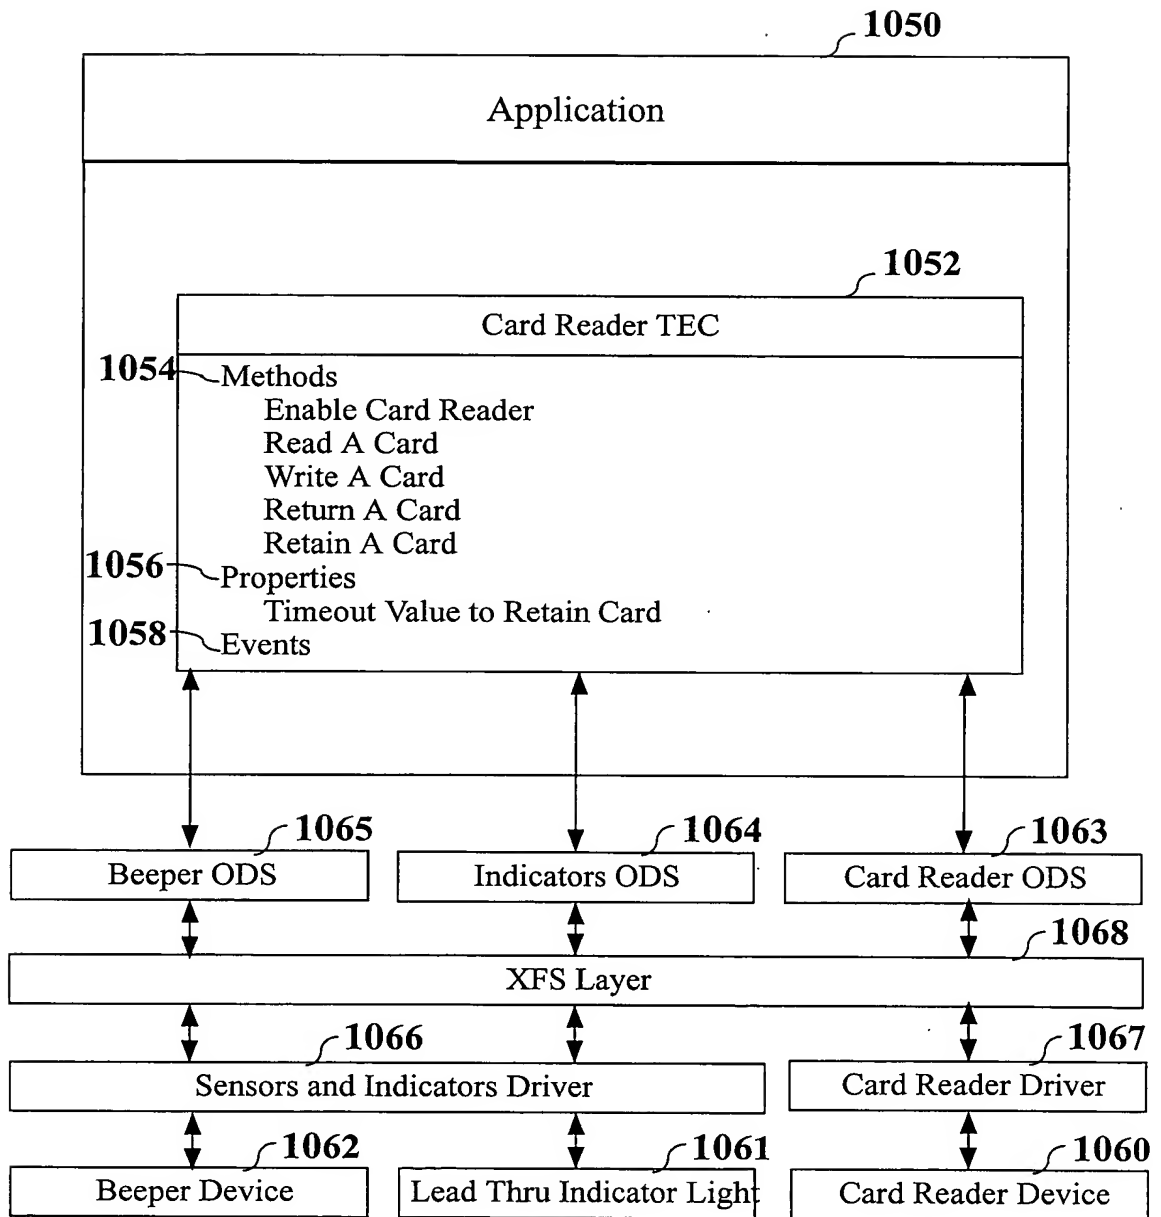 1050
Application
1052
Card Reader TEC
1054
Methods
Enable Card Reader
Read A Card
Write A Card
Return A Card
Retain A Card
1056
Properties
Timeout Value to Retain Card
1058
Events
1065
1064
1063
Beeper ODS
Indicators ODS
Card Reader ODS
1068
XFS Layer
1066
1067
Sensors and Indicators Driver
Card Reader Driver
1062
1061
1060
Beeper Device
Lead Thru Indicator Light
Card Reader Device